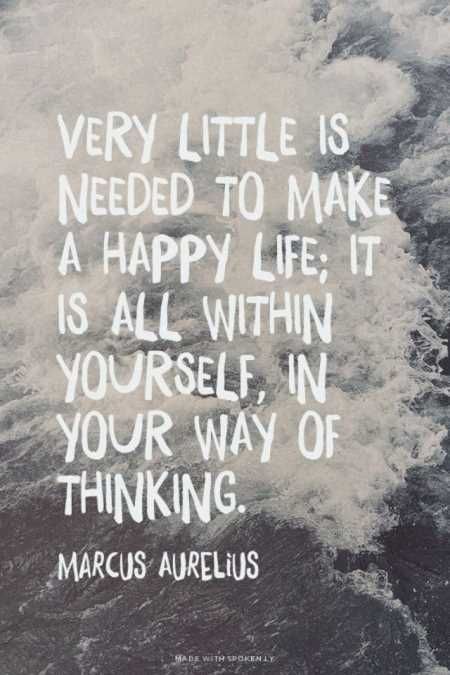 VERY LITTLE IS
NEEDED TO MAKE
A HAPPY LIFE; IT
IS ALL WITHIN
YOURSELF, IN
YOUR WAY OF
THINKING.
MARCUS AURELiUS
MADE WITH SPOKEN.LY